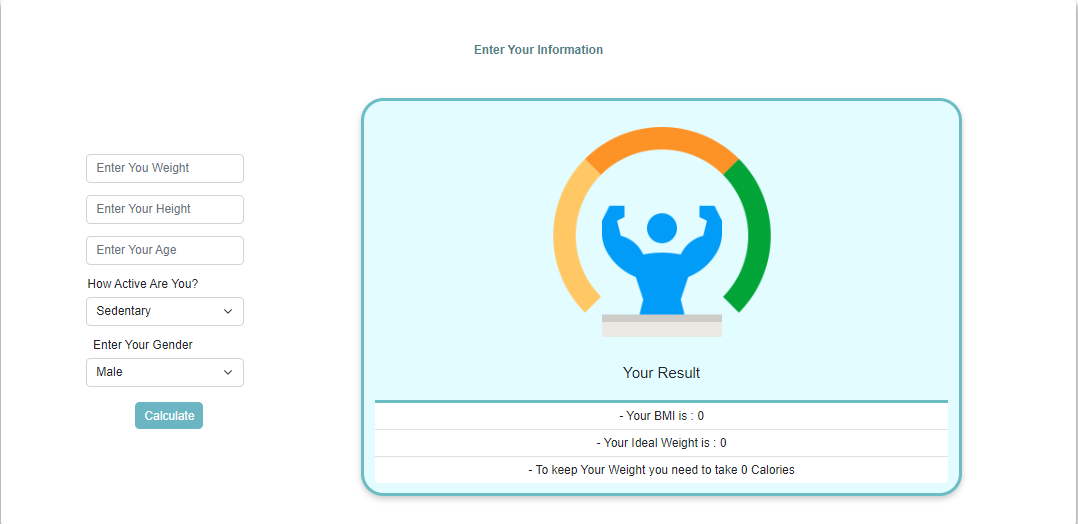 Enter Your Information
Enter You Weight
Enter Your Height
Enter Your Age
How Active Are You?
Sedentary
Enter Your Gender
Male
Calculate
Your Result
- Your BMI is : 0
- Your Ideal Weight is : 0
- To keep Your Weight you need to take 0 Calories